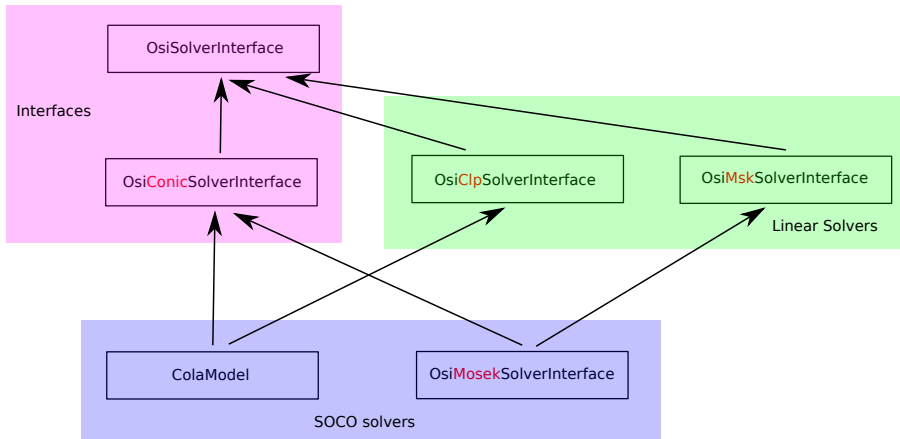 OsiSolverInterface
Interfaces
OsiConicSolverInterface
OsiClpSolverInterface
OsiMskSolverInterface
Linear Solvers
ColaModel
OsiMosekSolverInterface
SOCO solvers